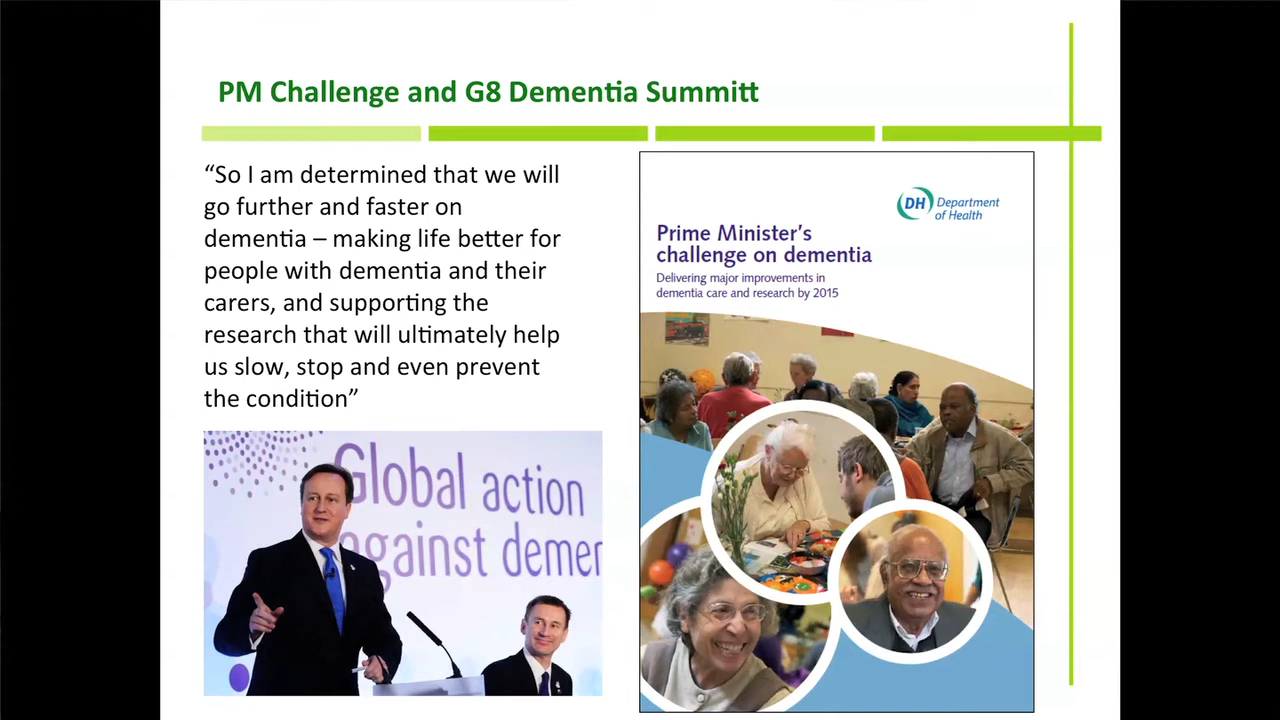 PM Challenge and G8 Dementia Summitt
“So I am determined that we will
go further and faster on
dementia – making life better for
people with dementia and their
carers, and supporting the
research that will ultimately help
us slow, stop and even prevent
the condition”
Global action
against demen
DH Department
of Health
Prime Minister’s
challenge on dementia
Delivering major improvements in
dementia care and research by 2015